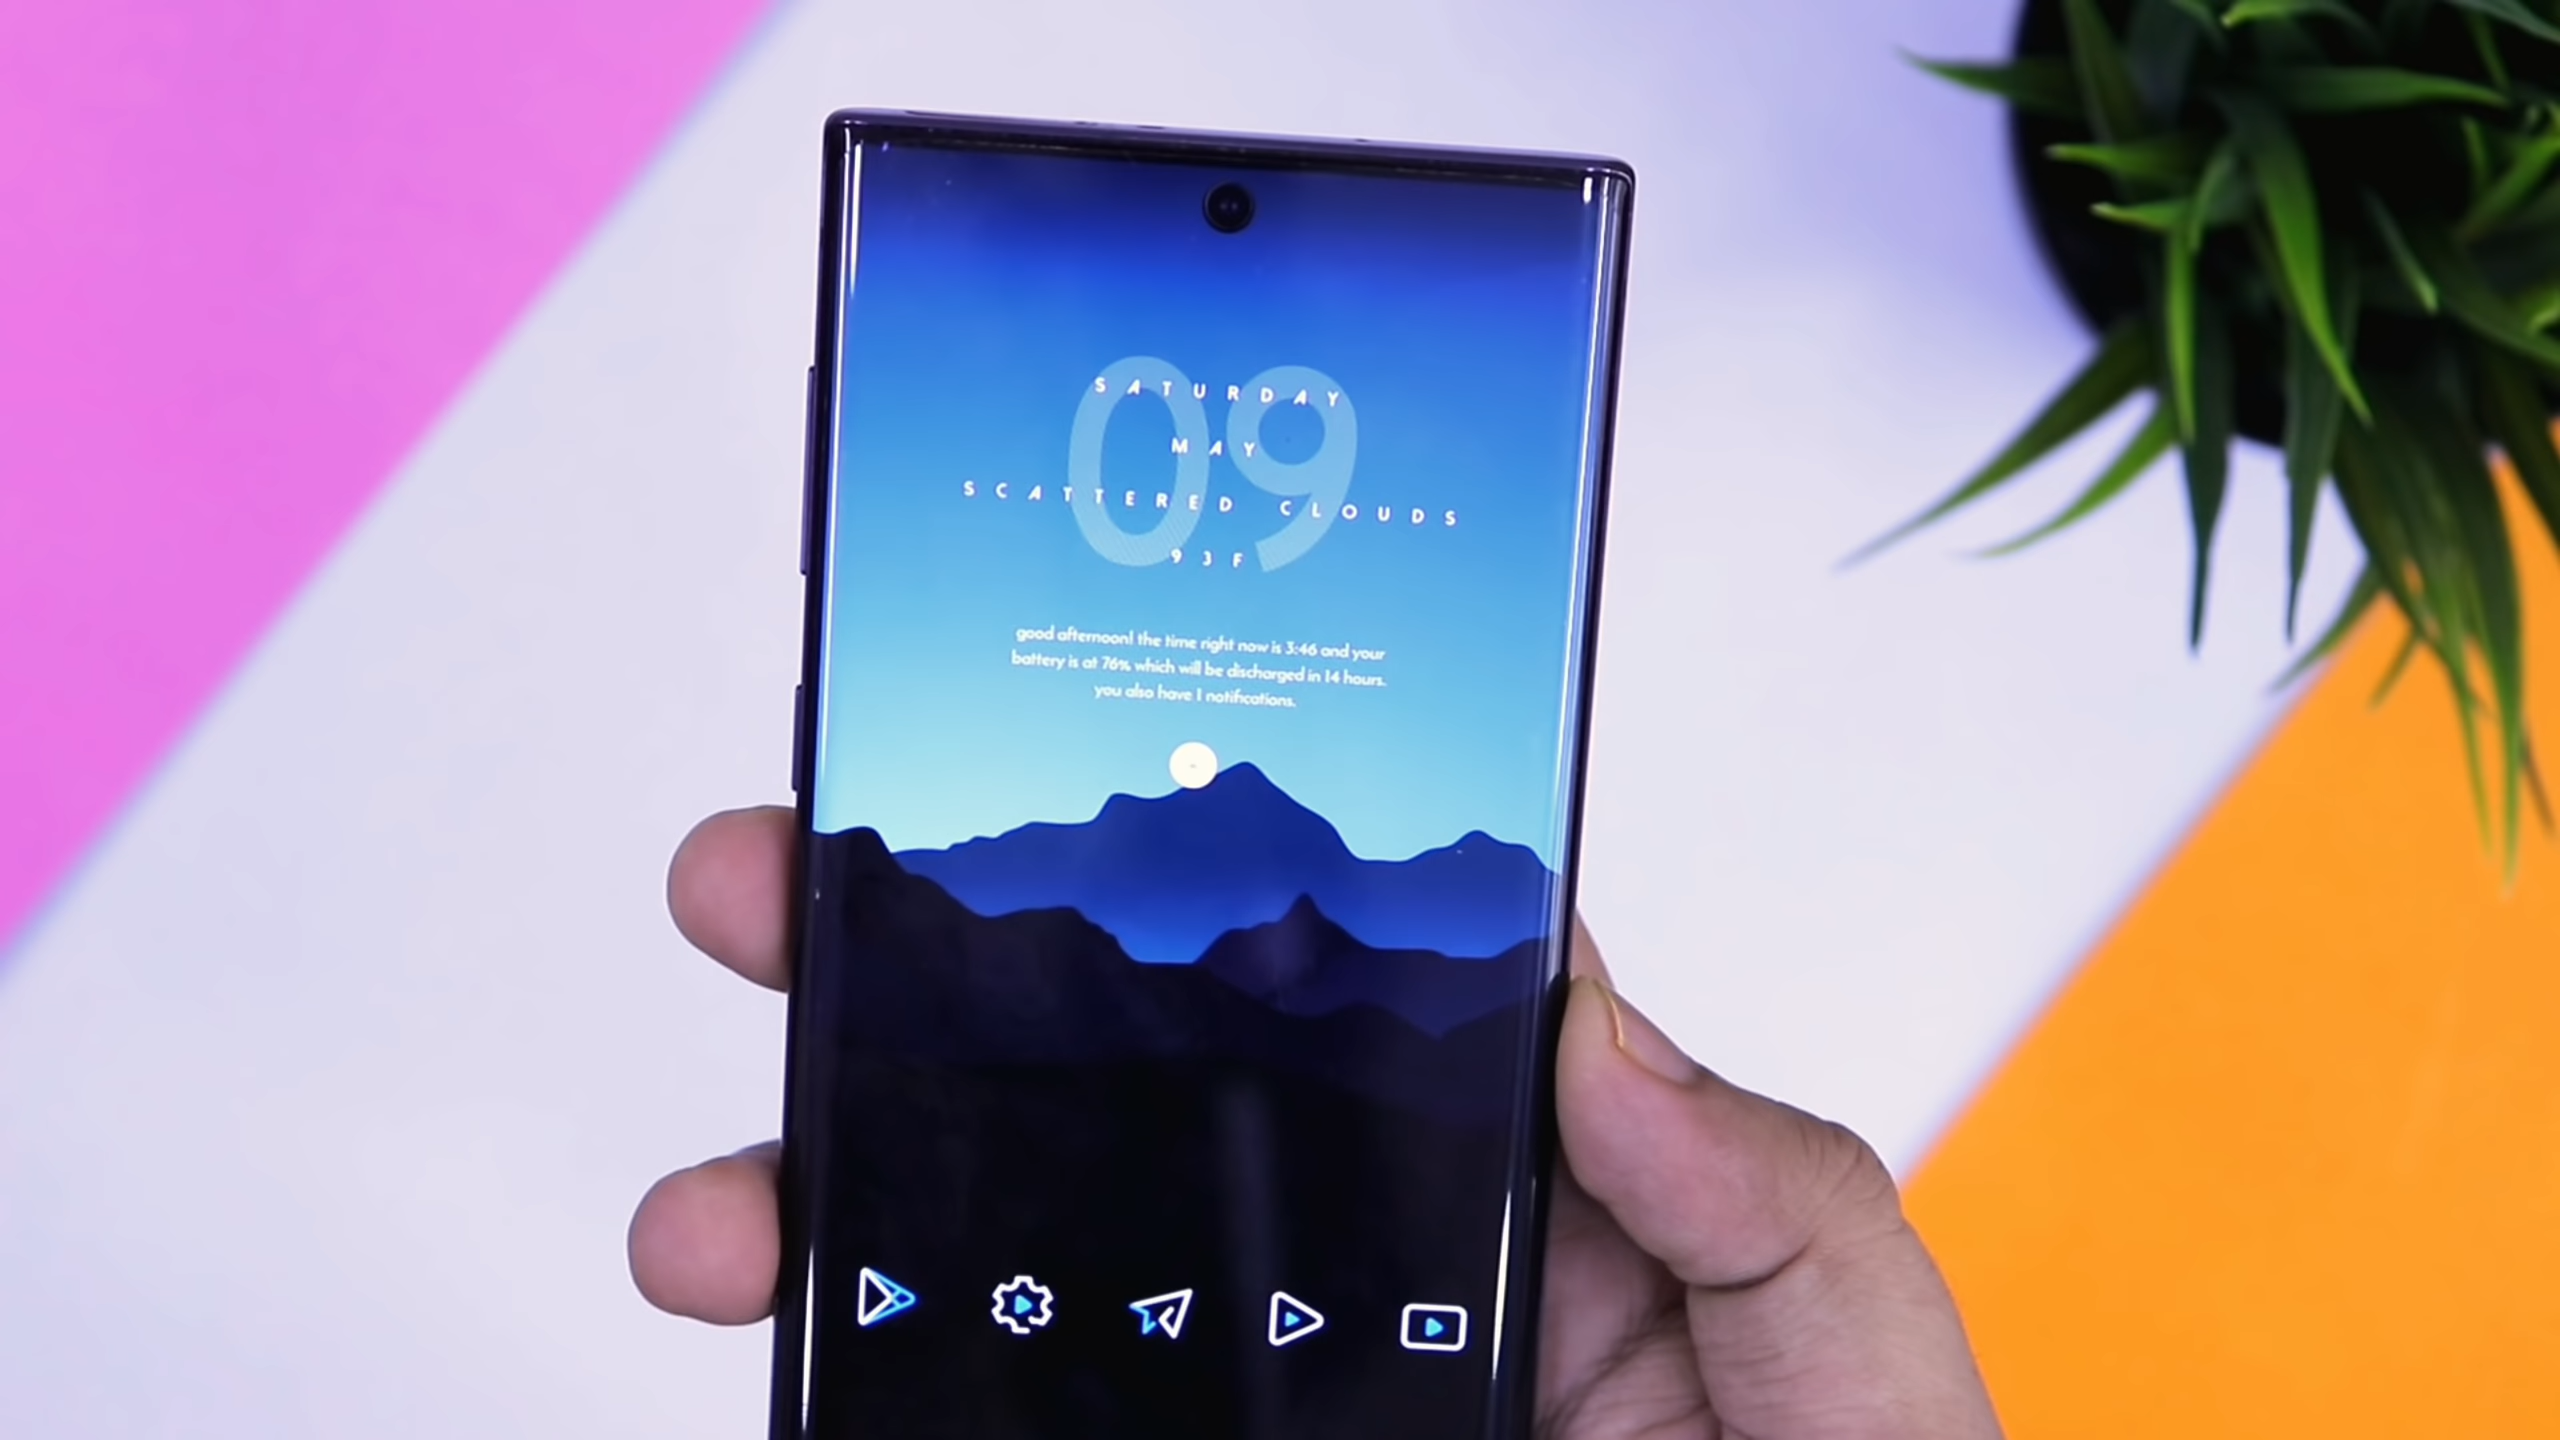 09
SATURDAY
MAY
SCATTERED CLOUDS
93F
good afternoon! the time right now is 3:46 and your
battery is at 76% which will be discharged in 14 hours.
you also have 1 notifications.